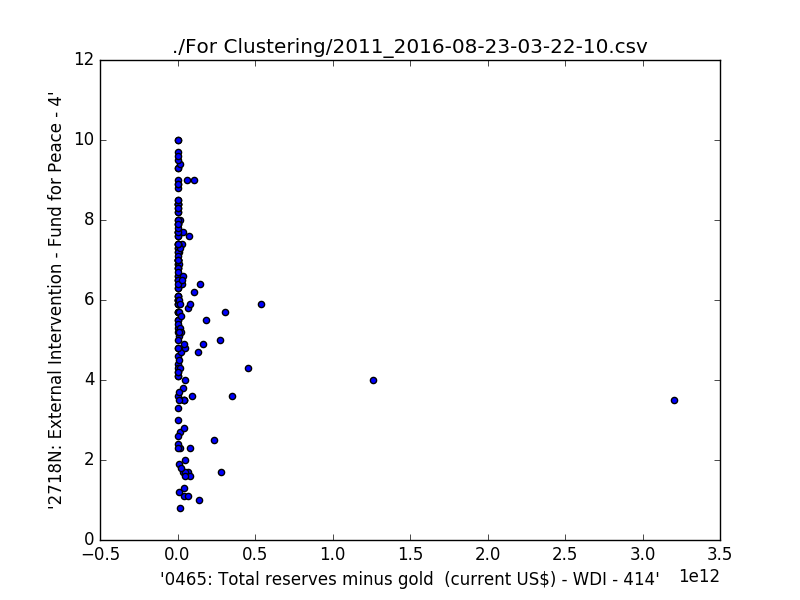 ./For Clustering/2011_2016-08-23-03-22-10.csv
12
10
8
6
4
2
0
'2718N: External Intervention - Fund for Peace - 4'
−0.5 0.0 0.5 1.0 1.5 2.0 2.5 3.0 3.5
1e12
'0465: Total reserves minus gold  (current US$) - WDI - 414'